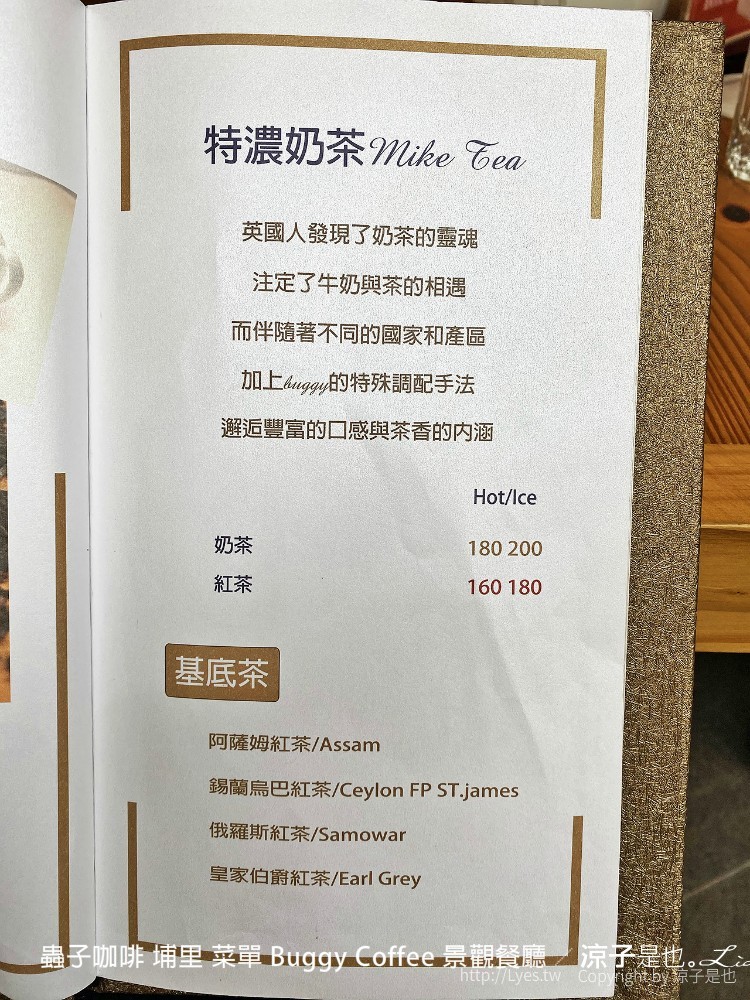 特濃奶茶Mike Tea
英國人發現了奶茶的靈魂
注定了牛奶與茶的相遇
而伴隨著不同的國家和產區
加上buggy的特殊調配手法
邂逅豐富的口感與茶香的內涵
Hot/Ice
奶茶 180 200
紅茶 160 180
基底茶
阿薩姆紅茶/Assam
錫蘭烏巴紅茶/Ceylon FP ST.james
俄羅斯紅茶/Samowar
皇家伯爵紅茶/Earl Grey
蟲子咖啡 埔里 菜單 Buggy Coffee 景觀餐廳 / 涼子是也。
http://Lyes.tw Copyright by 涼子是也